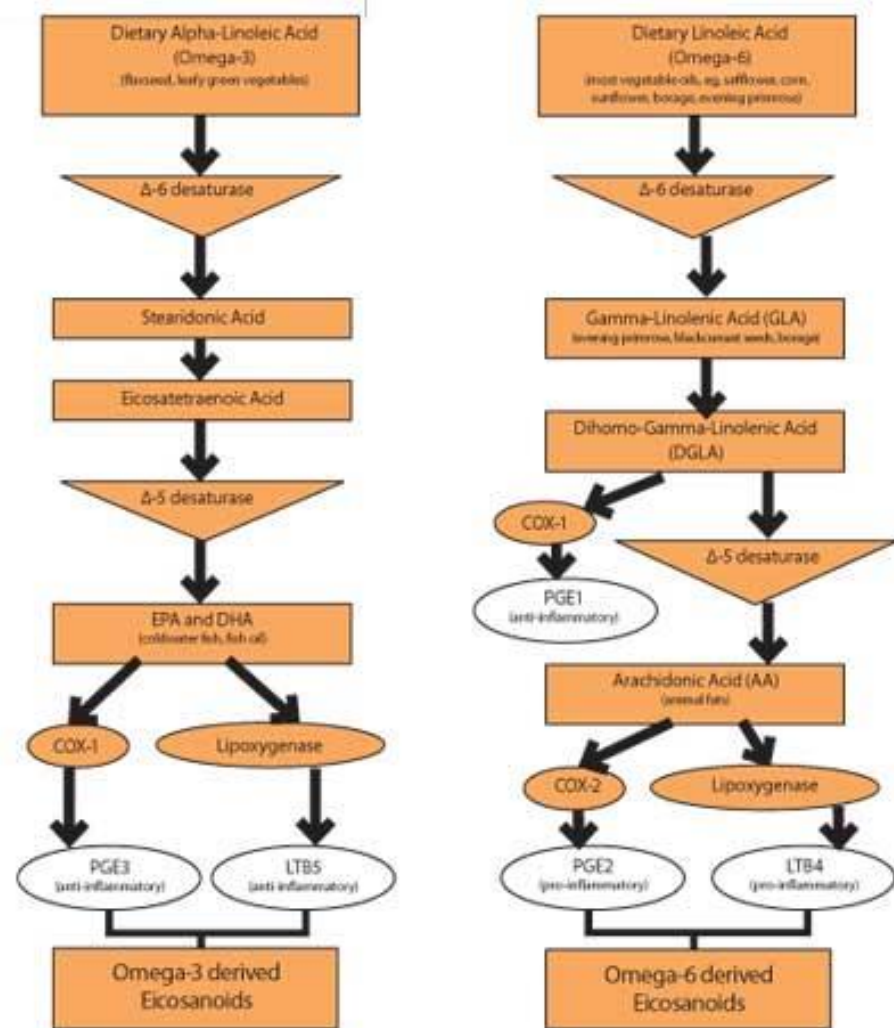 Dietary Alpha-Linoleic Acid
(Omega-3)
(flaxseed, leafy green vegetables)
Δ-6 desaturase
Stearidonic Acid
Eicosatetraenoic Acid
Δ-5 desaturase
EPA and DHA
(coldwater fish, fish oil)
COX-1
Lipoxygenase
PGE3
(anti-inflammatory)
LTB5
(anti-inflammatory)
Omega-3 derived
Eicosanoids
Dietary Linoleic Acid
(Omega-6)
(most vegetable oils, eg. safflower, corn,
sunflower, borage, evening primrose)
Δ-6 desaturase
Gamma-Linolenic Acid (GLA)
(evening primrose, blackcurrant seeds, borage)
Dihomo-Gamma-Linolenic Acid
(DGLA)
COX-1
PGE1
(anti-inflammatory)
Δ-5 desaturase
Arachidonic Acid (AA)
(animal fats)
COX-2
Lipoxygenase
PGE2
(pro-inflammatory)
LTB4
(pro-inflammatory)
Omega-6 derived
Eicosanoids